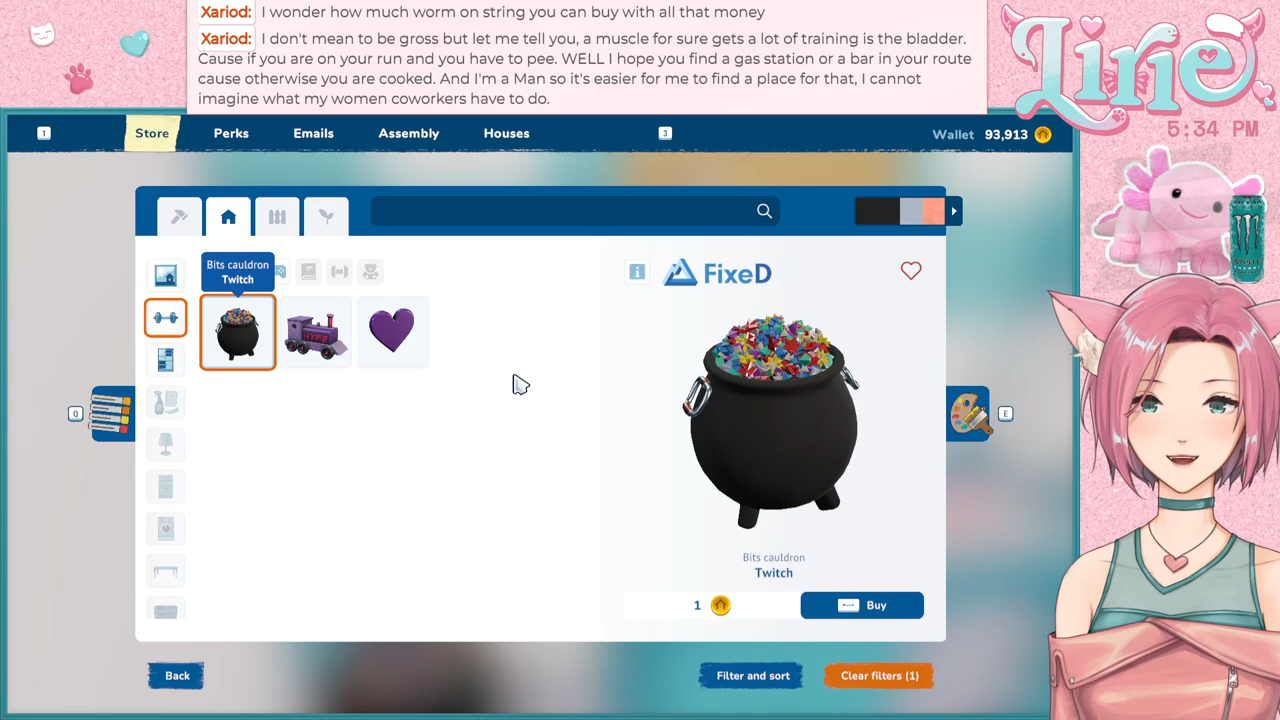 Xariod: I wonder how much worm on string you can buy with all that money
Xariod: I don't mean to be gross but let me tell you, a muscle for sure gets a lot of training is the bladder.
Cause if you are on your run and you have to pee. WELL I hope you find a gas station or a bar in your route
cause otherwise you are cooked. And I'm a Man so it's easier for me to find a place for that, I cannot
imagine what my women coworkers have to do.
Lirie
5:34 PM
1 Store Perks Emails Assembly Houses 3 Wallet 93,913
Bits cauldron
Twitch
FixeD
HYPE
Q
E
Bits cauldron
Twitch
1 Buy
Back Filter and sort Clear filters (1)